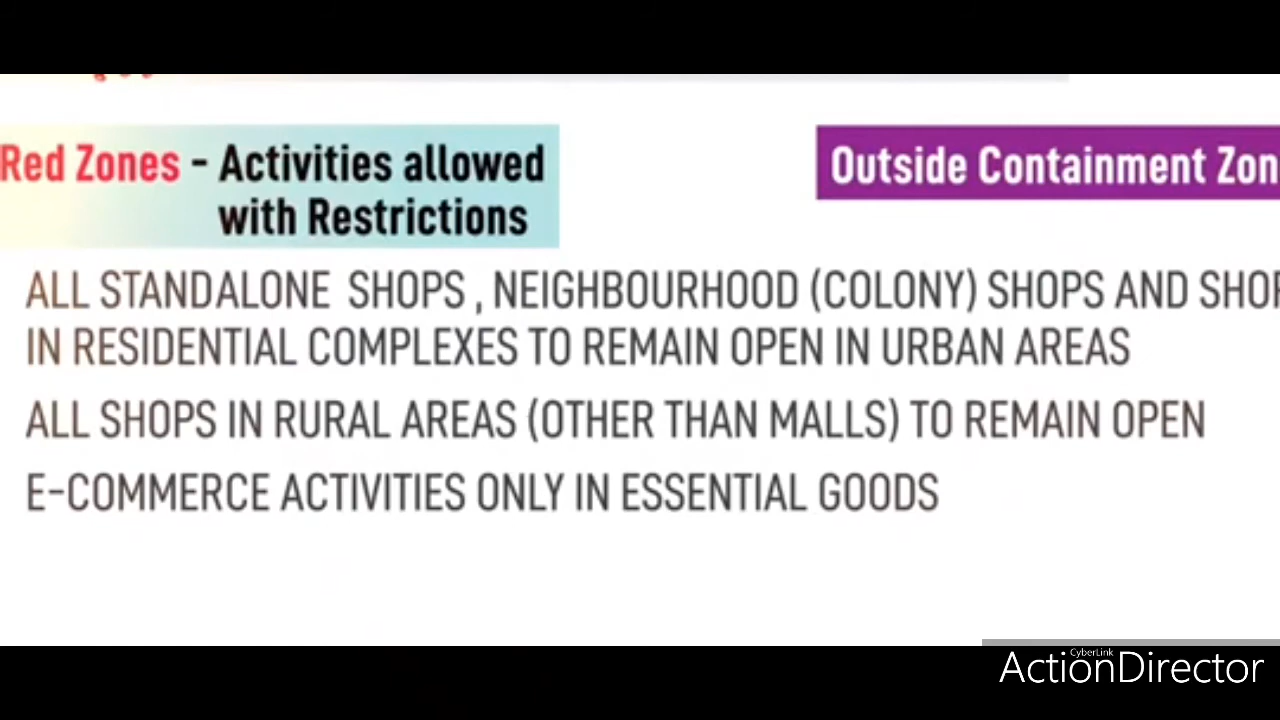 Red Zones - Activities allowed
with Restrictions
Outside Containment Zon
ALL STANDALONE SHOPS , NEIGHBOURHOOD (COLONY) SHOPS AND SHOP
IN RESIDENTIAL COMPLEXES TO REMAIN OPEN IN URBAN AREAS
ALL SHOPS IN RURAL AREAS (OTHER THAN MALLS) TO REMAIN OPEN
E-COMMERCE ACTIVITIES ONLY IN ESSENTIAL GOODS
CyberLink
ActionDirector